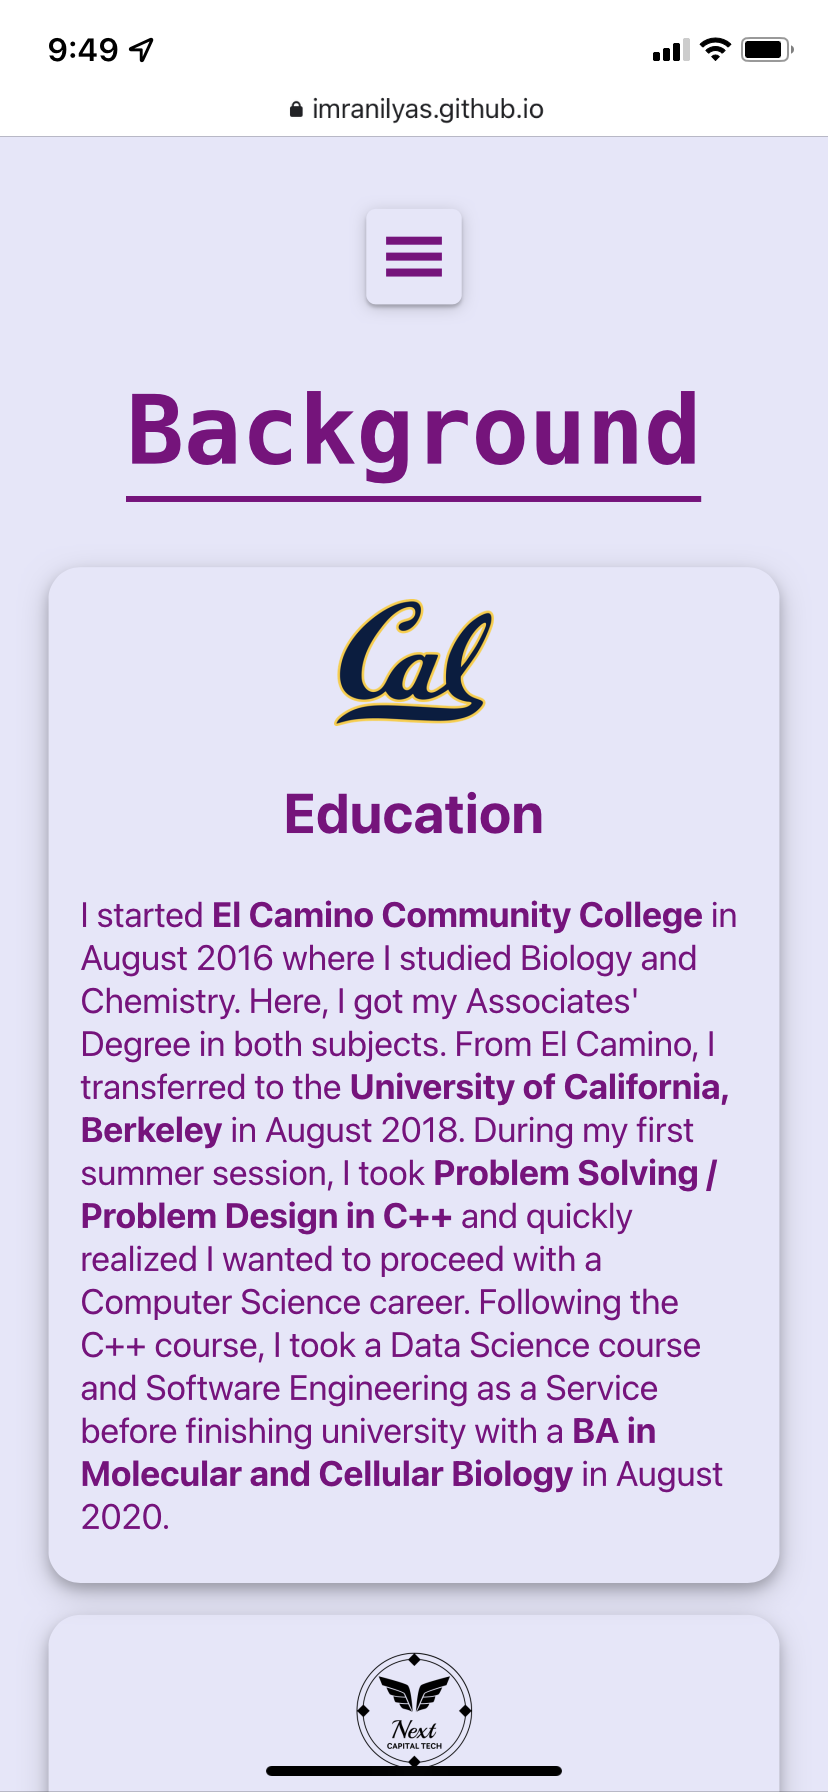 9:49
imranilyas.github.io
Background
Cal
Education
I started El Camino Community College in
August 2016 where I studied Biology and
Chemistry. Here, I got my Associates'
Degree in both subjects. From El Camino, I
transferred to the University of California,
Berkeley in August 2018. During my first
summer session, I took Problem Solving /
Problem Design in C++ and quickly
realized I wanted to proceed with a
Computer Science career. Following the
C++ course, I took a Data Science course
and Software Engineering as a Service
before finishing university with a BA in
Molecular and Cellular Biology in August
2020.
Next
CAPITAL TECH